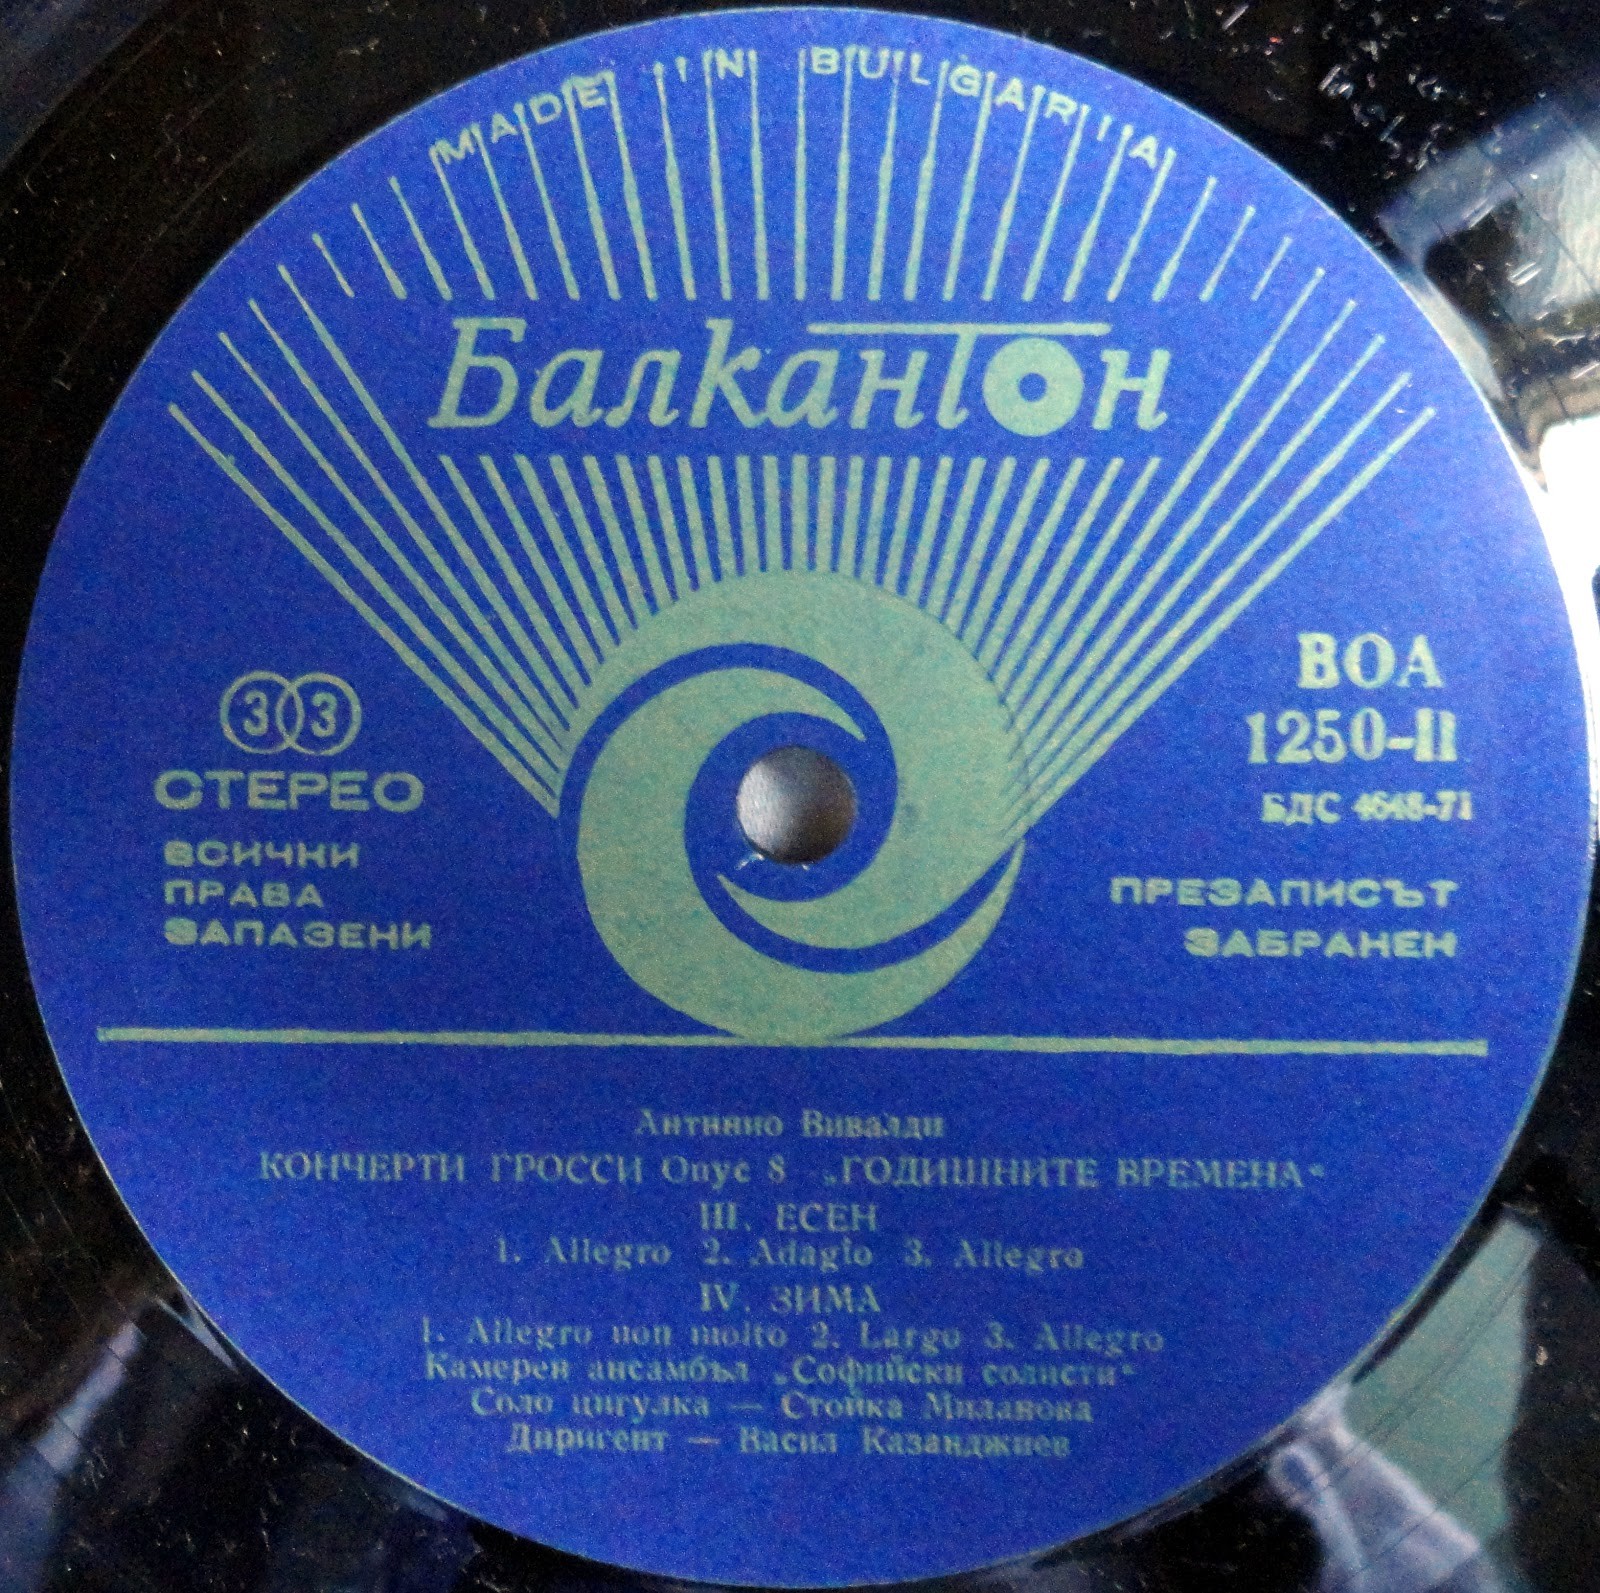 MADE IN BULGARIA
Балкантон
33
СТЕРЕО
ВСИЧКИ
ПРАВА
ЗАПАЗЕНИ
ВОА
1250-II
БДС 4648-71
ПРЕЗАПИСЪТ
ЗАБРАНЕН
Антонио Вивалди
КОНЧЕРТИ ГРОССИ Опус 8 „ГОДИШНИТЕ ВРЕМЕНА“
III. ЕСЕН
1. Allegro 2. Adagio 3. Allegro
IV. ЗИМА
1. Allegro non molto 2. Largo 3. Allegro
Камерен ансамбъл „Софийски солисти“
Соло цигулка — Стойка Миланова
Диригент — Васил Казанджиев